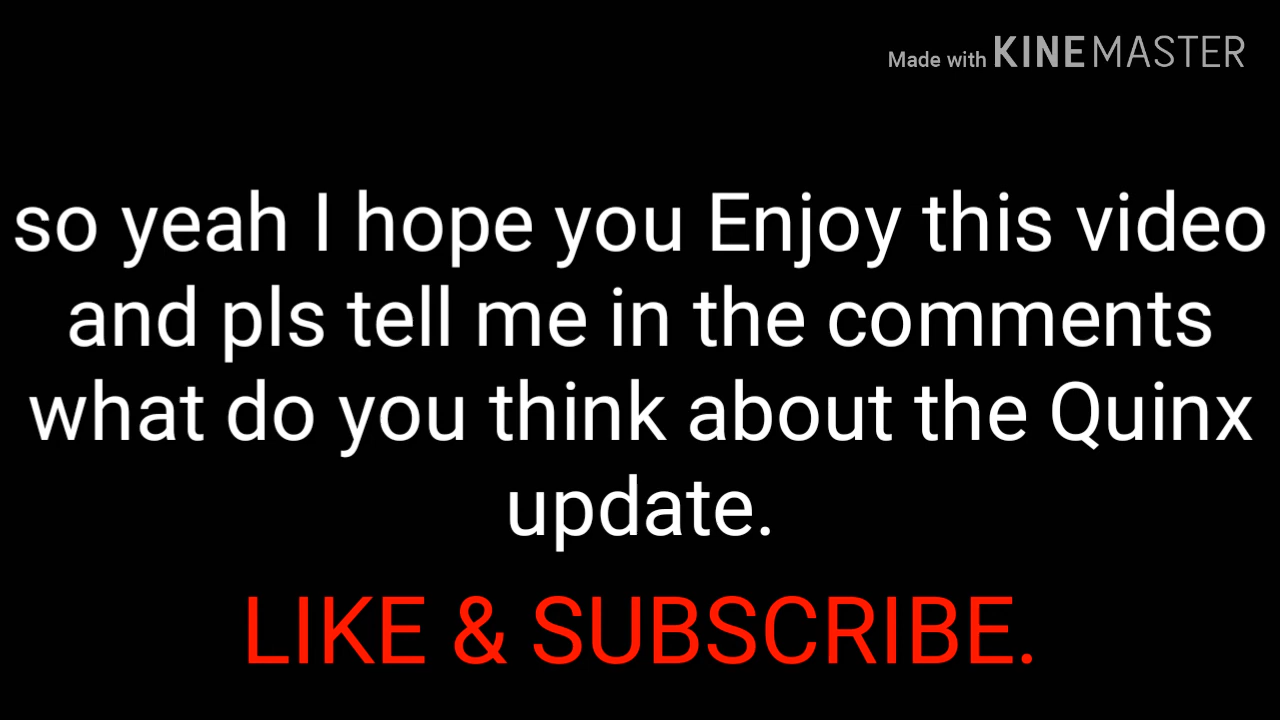 Made with KINEMASTER
so yeah I hope you Enjoy this video
and pls tell me in the comments
what do you think about the Quinx
update.
LIKE & SUBSCRIBE.